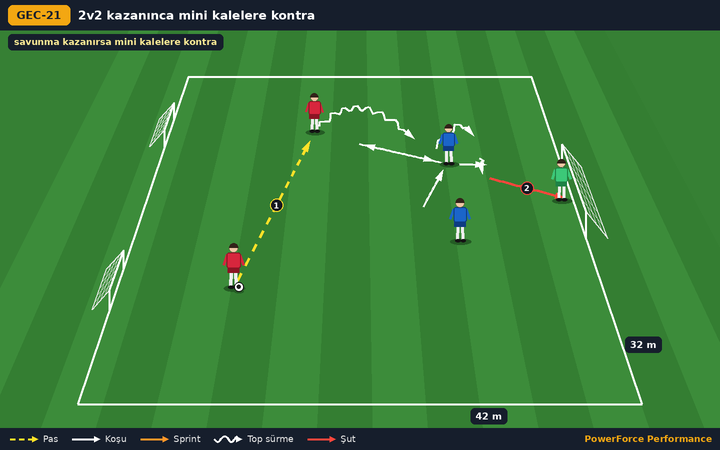 GEC-21 2v2 kazanınca mini kalelere kontra
savunma kazanırsa mini kalelere kontra
1
2
32 m
42 m
Pas Koşu Sprint Top sürme Şut PowerForce Performance